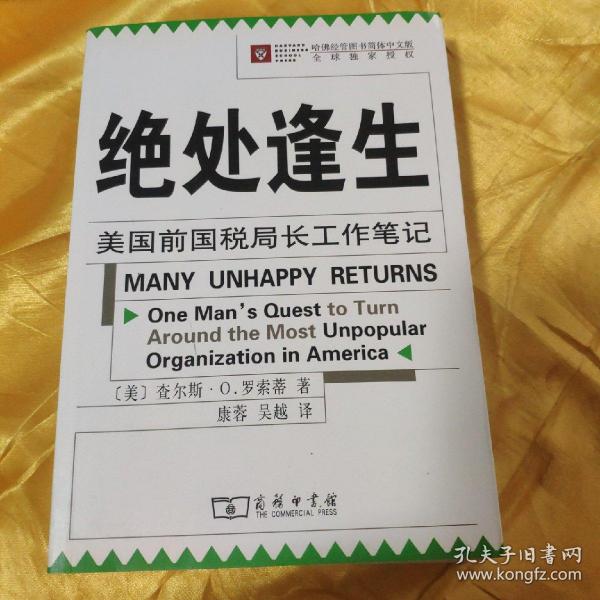 HARVARD
BUSINESS
SCHOOL
PRESS
哈佛经管图书简体中文版
全球独家授权
绝处逢生
美国前国税局长工作笔记
MANY UNHAPPY RETURNS
One Man's Quest to Turn
Around the Most Unpopular
Organization in America
〔美〕查尔斯·O.罗索蒂 著
康蓉 吴越 译
商务印书馆
THE COMMERCIAL PRESS
孔夫子旧书网
www.kongfz.com